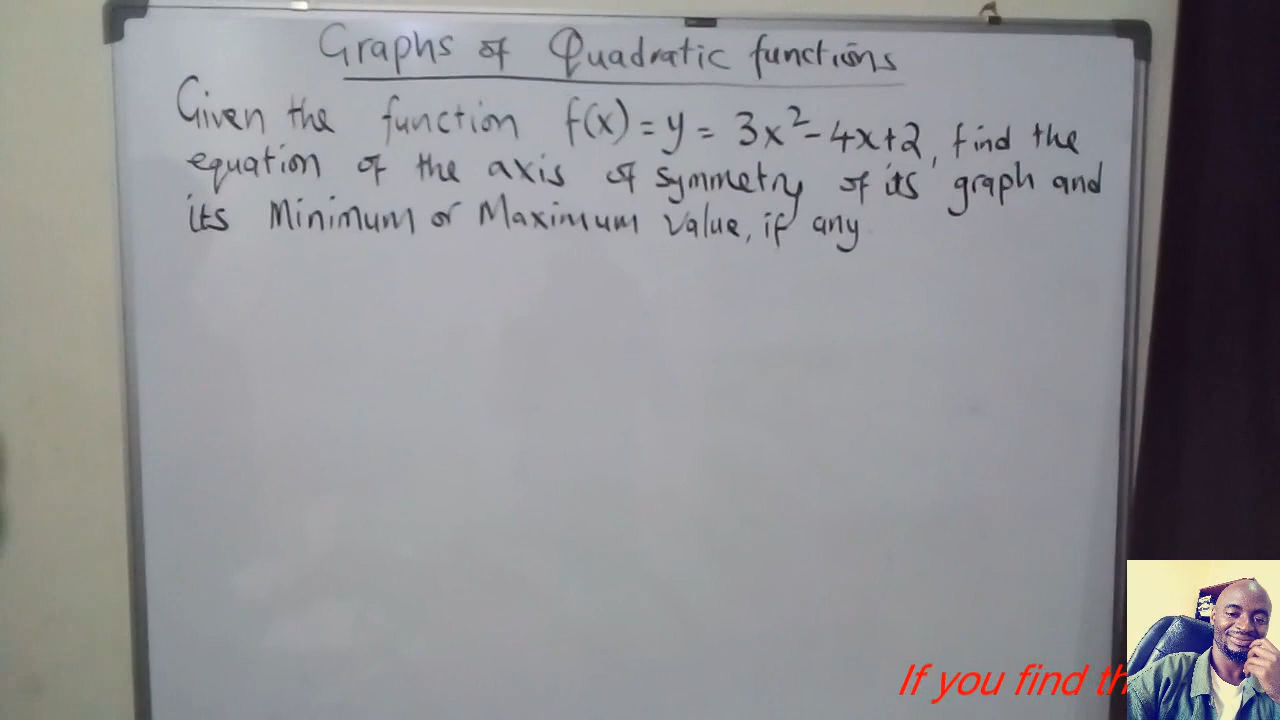 Graphs of Quadratic functions
Given the function f(x) = y = 3x²-4x+2, find the
equation of the axis of symmetry of its graph and
its Minimum or Maximum value, if any
If you find th